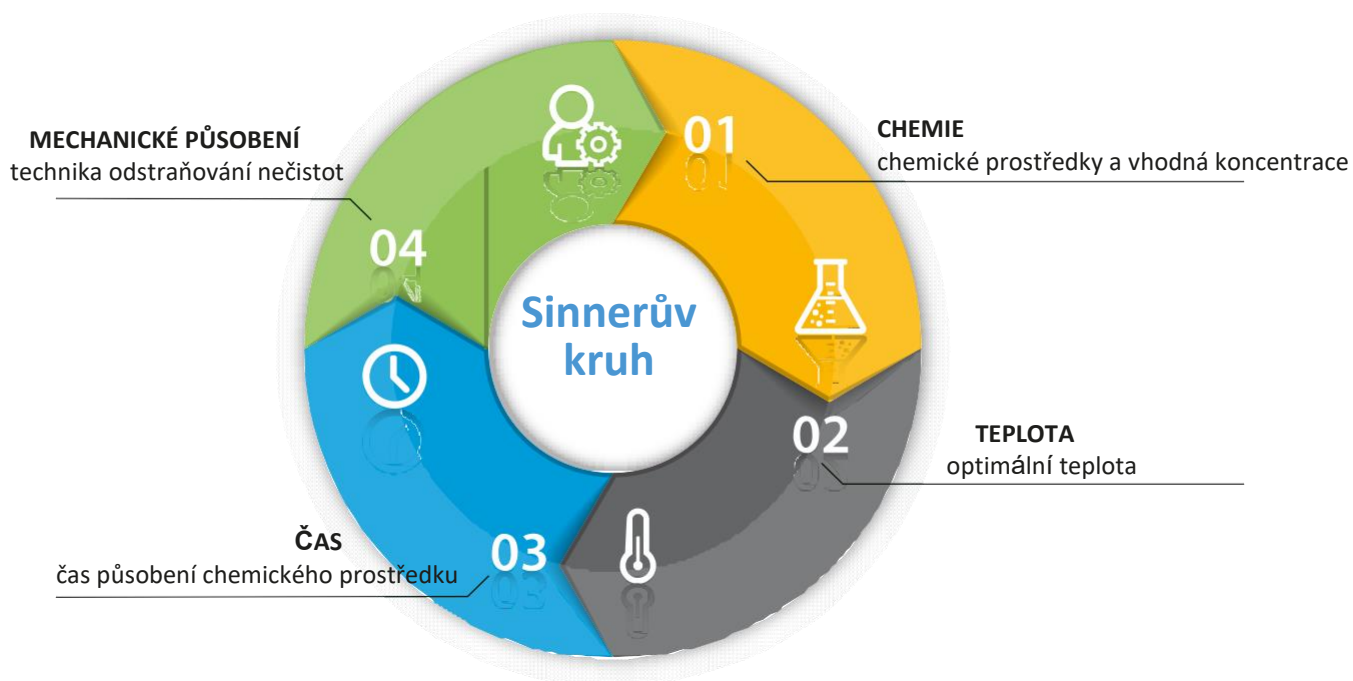 MECHANICKÉ PŮSOBENÍ
technika odstraňování nečistot
01
CHEMIE
chemické prostředky a vhodná koncentrace
04
Sinnerův
kruh
02
TEPLOTA
optimální teplota
ČAS
03
čas působení chemického prostředku